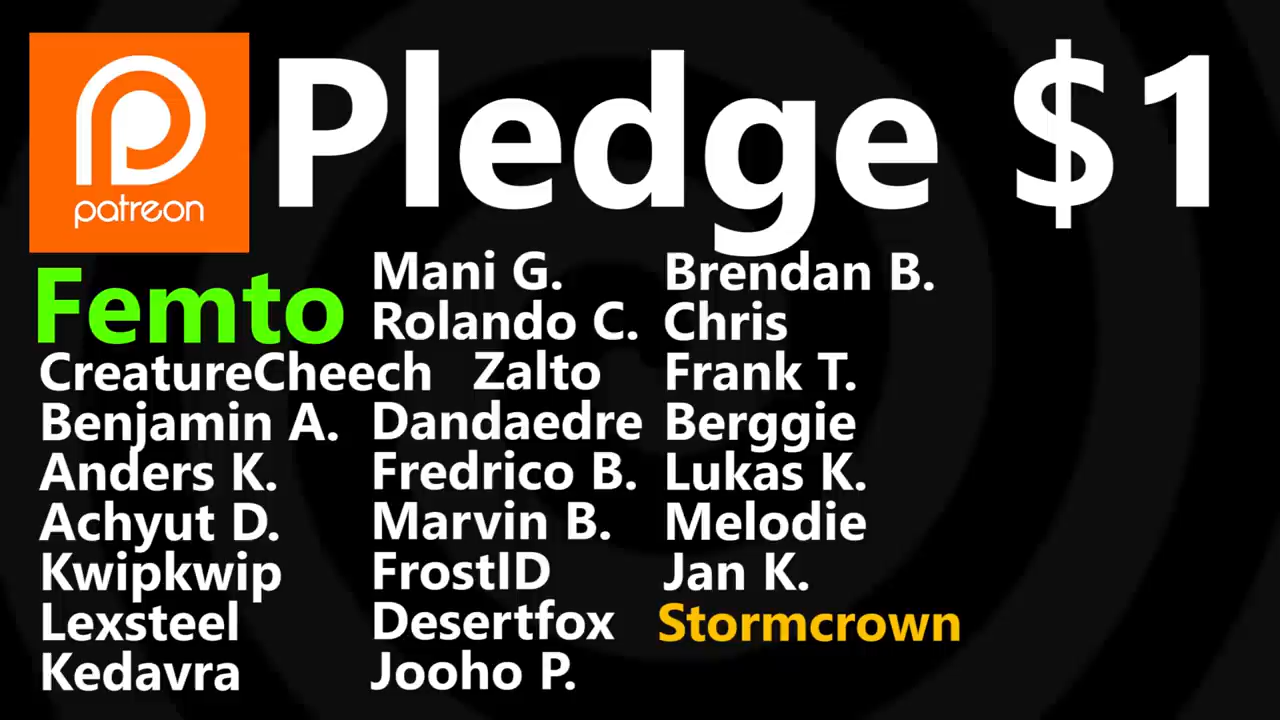 patreon
Pledge $1
Femto
CreatureCheech
Benjamin A.
Anders K.
Achyut D.
Kwipkwip
Lexsteel
Kedavra
Mani G.
Rolando C.
Zalto
Dandaedre
Fredrico B.
Marvin B.
FrostID
Desertfox
Jooho P.
Brendan B.
Chris
Frank T.
Berggie
Lukas K.
Melodie
Jan K.
Stormcrown